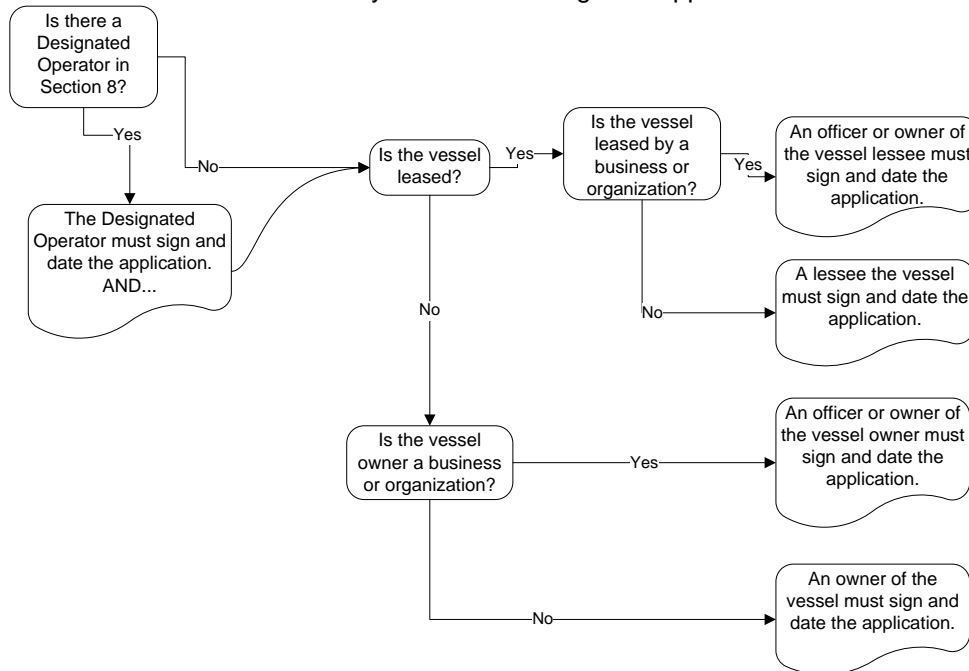 Is there a
Designated
Operator in
Section 8?
Yes
No
The Designated
Operator must sign and
date the application.
AND...
Is the vessel
leased?
Yes
Is the vessel
leased by a
business or
organization?
Yes
An officer or owner of
the vessel lessee must
sign and date the
application.
No
A lessee the vessel
must sign and date the
application.
No
Is the vessel
owner a business
or organization?
Yes
An officer or owner of
the vessel owner must
sign and date the
application.
No
An owner of the
vessel must sign and
date the application.